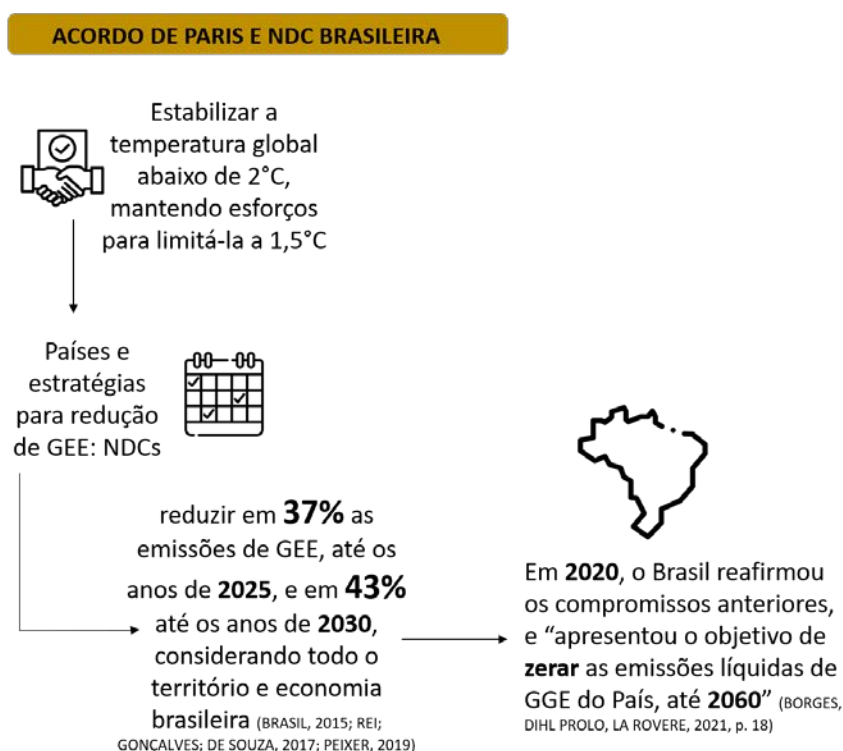 ACORDO DE PARIS E NDC BRASILEIRA
Estabilizar a
temperatura global
abaixo de 2°C,
mantendo esforços
para limitá-la a 1,5°C
Países e
estratégias
para redução
de GEE: NDCs
reduzir em 37% as
emissões de GEE, até os
anos de 2025, e em 43%
até os anos de 2030,
considerando todo o
território e economia
brasileira (BRASIL, 2015; REI;
GONCALVES; DE SOUZA, 2017; PEIXER, 2019)
Em 2020, o Brasil reafirmou
os compromissos anteriores,
e “apresentou o objetivo de
zerar as emissões líquidas de
GGE do País, até 2060” (BORGES,
DIHL PROLO, LA ROVERE, 2021, p. 18)